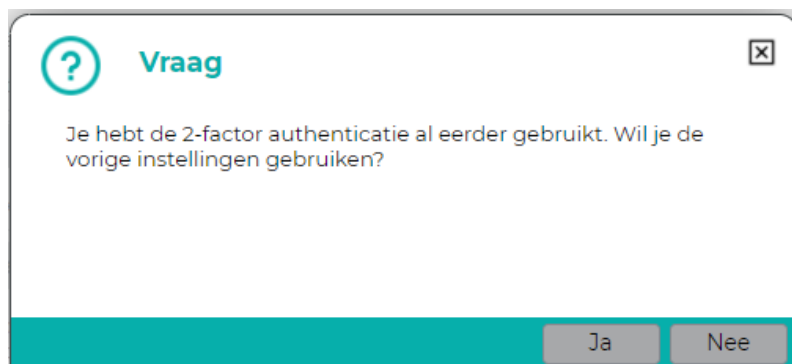 Vraag
Je hebt de 2-factor authenticatie al eerder gebruikt. Wil je de
vorige instellingen gebruiken?
Ja
Nee